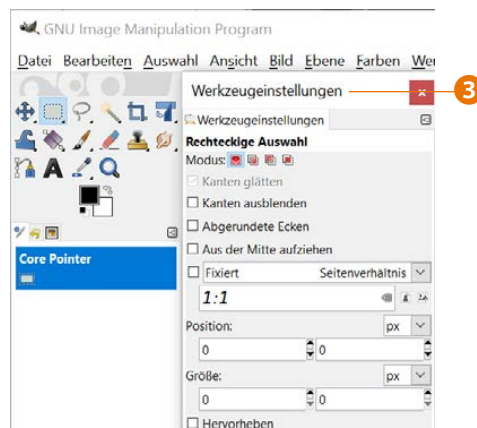 GNU Image Manipulation Program
Datei Bearbeiten Auswahl Ansicht Bild Ebene Farben
Werkzeugeinstellungen
3
Werkzeugeinstellungen
Rechteckige Auswahl
Modus:
Kanten glätten
Kanten ausblenden
Abgerundete Ecken
Aus der Mitte aufziehen
Fixiert Seitenverhältnis
1:1
Position:
px
0 0
Größe:
px
0 0
Hervorheben
Core Pointer